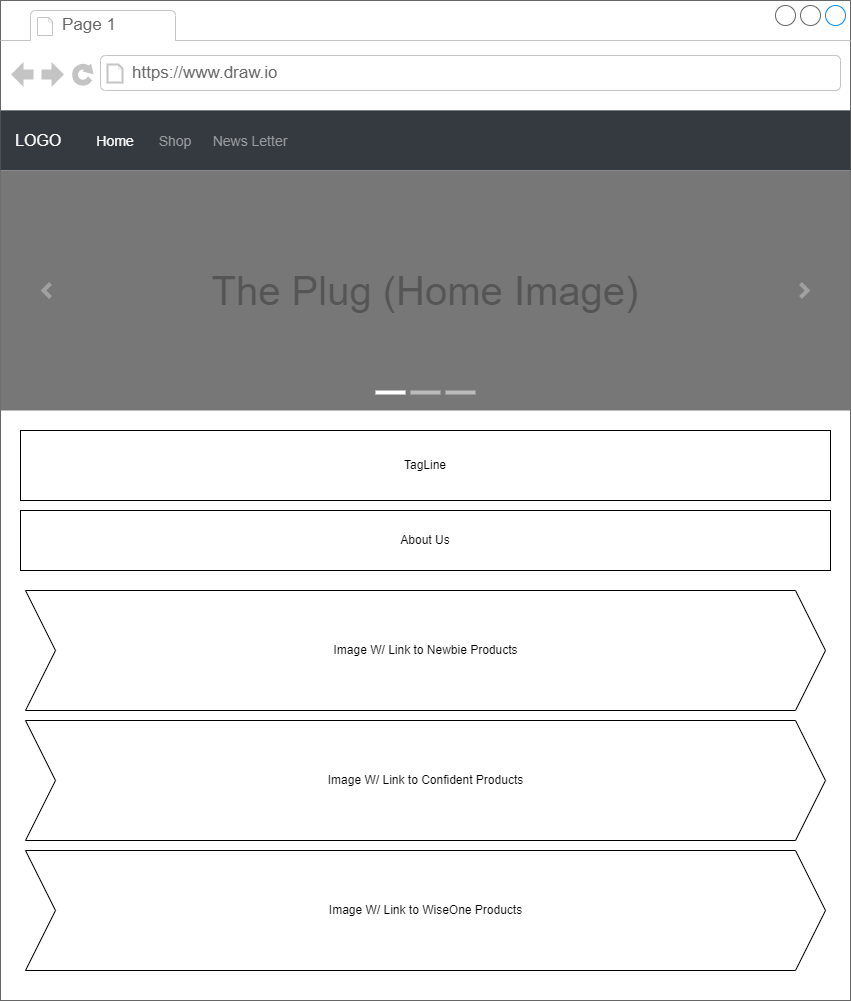 Page 1
https://www.draw.io
LOGO Home Shop News Letter
The Plug (Home Image)
TagLine
About Us
Image W/ Link to Newbie Products
Image W/ Link to Confident Products
Image W/ Link to WiseOne Products